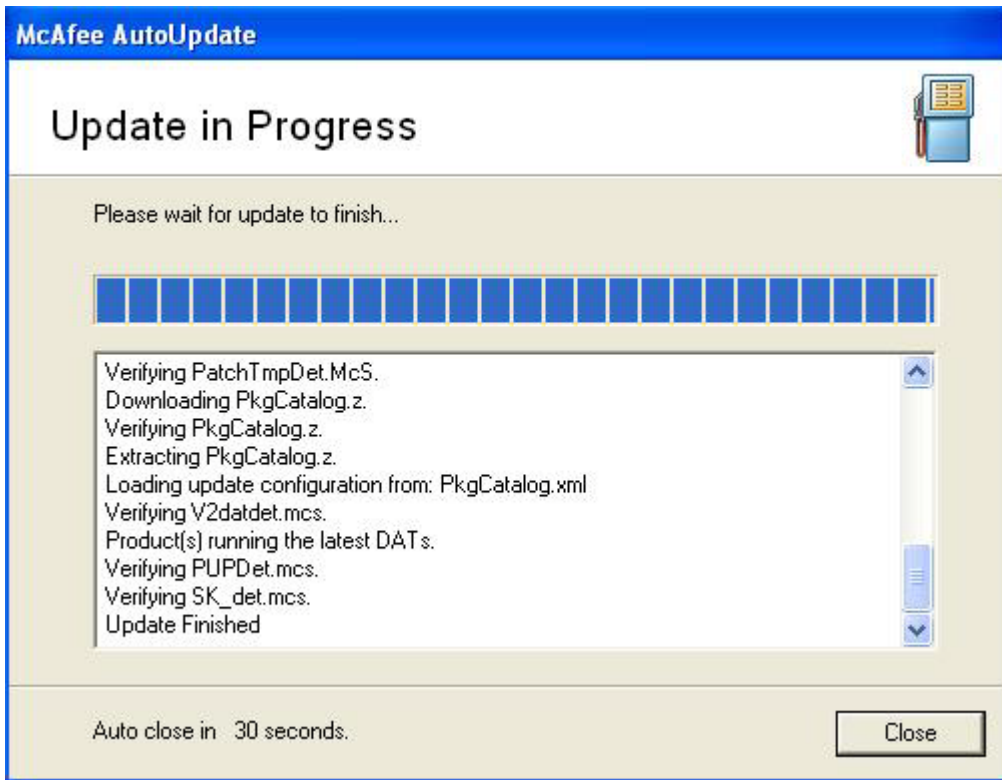 McAfee AutoUpdate
Update in Progress
Please wait for update to finish...
Verifying PatchTmpDet.McS.
Downloading PkgCatalog.z.
Verifying PkgCatalog.z.
Extracting PkgCatalog.z.
Loading update configuration from: PkgCatalog.xml
Verifying V2datdet.mcs.
Product(s) running the latest DATs.
Verifying PUPDet.mcs.
Verifying SK_det.mcs.
Update Finished
Auto close in 30 seconds.
Close